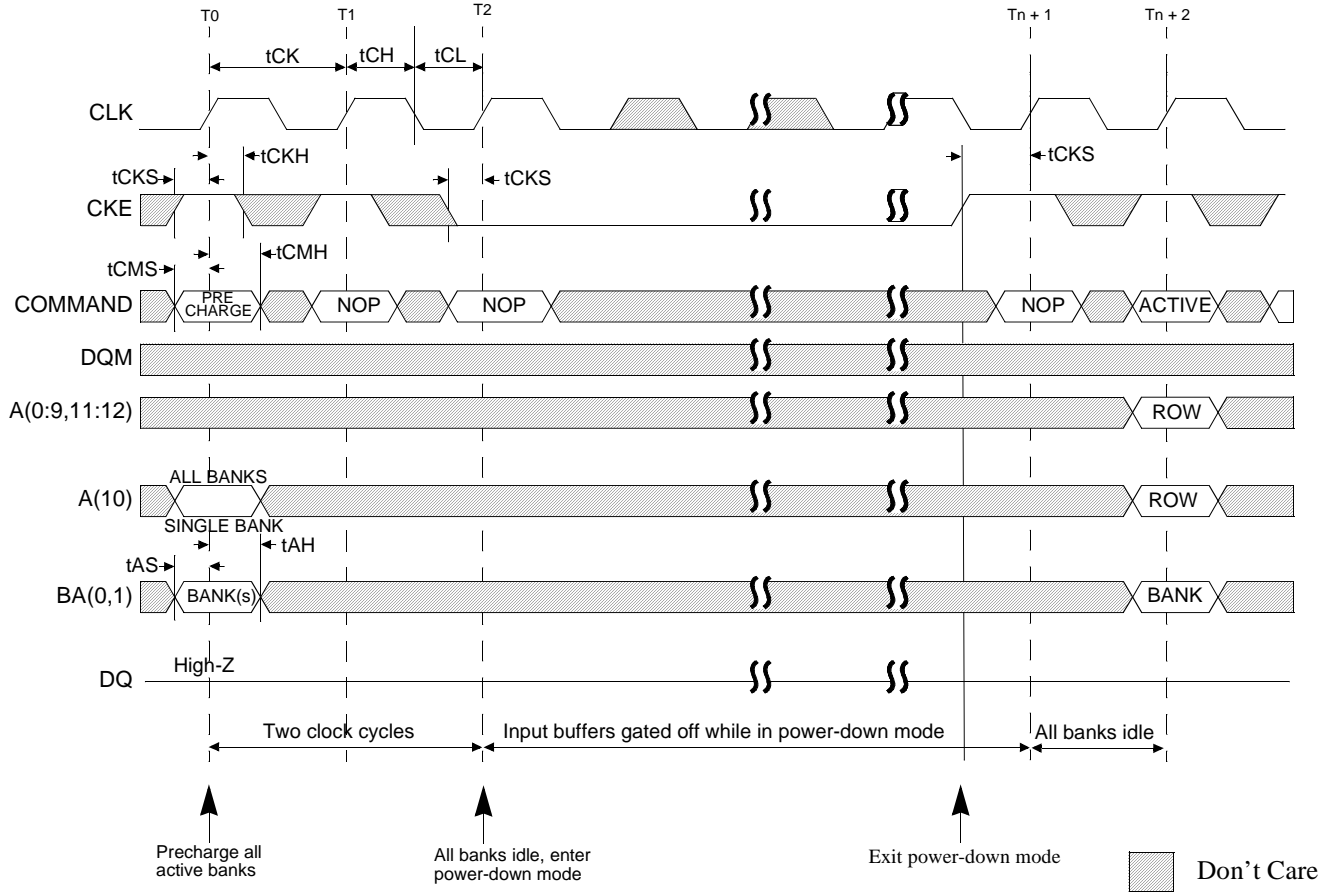 T0
T1
T2
Tn + 1
Tn + 2
tCK
tCH
tCL
CLK
tCKH
tCKS
tCKS
tCKS
CKE
tCMH
tCMS
COMMAND
PRE
CHARGE
NOP
NOP
NOP
ACTIVE
DQM
A(0:9,11:12)
ROW
ALL BANKS
A(10)
ROW
SINGLE BANK
tAH
tAS
BA(0,1)
BANK(s)
BANK
High-Z
DQ
Two clock cycles
Input buffers gated off while in power-down mode
All banks idle
Precharge all
active banks
All banks idle, enter
power-down mode
Exit power-down mode
Don't Care